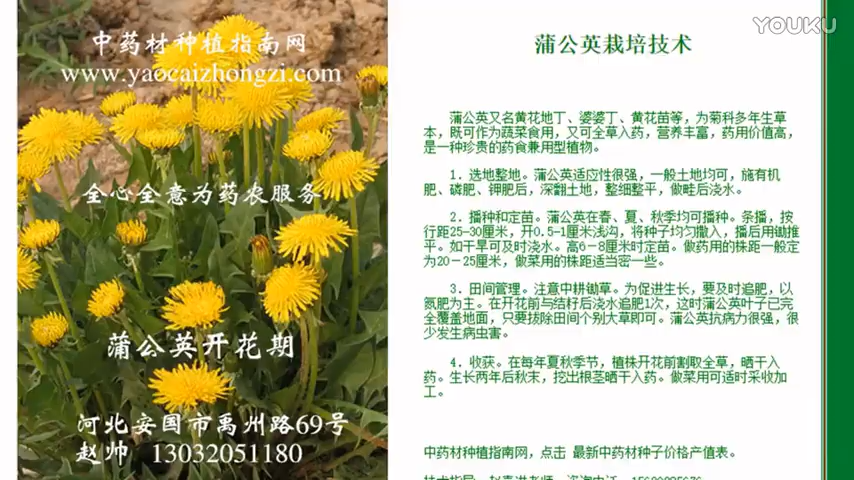 中药材种植指南网
www.yaocaizhongzi.com
全心全意为药农服务
蒲公英开花期
河北安国市禹州路69号
赵帅 13032051180
YOUKU
蒲公英栽培技术
蒲公英又名黄花地丁、婆婆丁、黄花苗等，为菊科多年生草
本，既可作为蔬菜食用，又可全草入药，营养丰富，药用价值高，
是一种珍贵的药食兼用型植物。
1．选地整地。蒲公英适应性很强，一般土地均可，施有机
肥、磷肥、钾肥后，深翻土地，整细整平，做畦后浇水。
2．播种和定苗。蒲公英在春、夏、秋季均可播种。条播，按
行距25-30厘米，开0.5-1厘米浅沟，将种子均匀撒入，播后用锄推
平。如干旱可及时浇水。高6－8厘米时定苗。做药用的株距一般定
为20－25厘米，做菜用的株距适当密一些。
3．田间管理。注意中耕锄草。为促进生长，要及时追肥，以
氮肥为主。在开花前与结籽后浇水追肥1次，这时蒲公英叶子已完
全覆盖地面，只要拔除田间个别大草即可。蒲公英抗病力很强，很
少发生病虫害。
4．收获。在每年夏秋季节，植株开花前割取全草，晒干入
药。生长两年后秋末，挖出根茎晒干入药。做菜用可适时采收加
工。
中药材种植指南网，点击 最新中药材种子价格产值表。